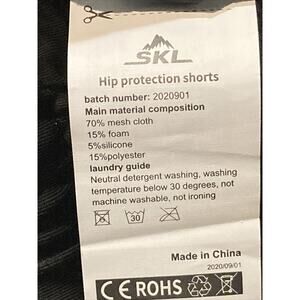 SKL
Hip protection shorts
batch number: 2020901
Main material composition
70% mesh cloth
15% foam
5%silicone
15%polyester
laundry guide
Neutral detergent washing, washing
temperature below 30 degrees, not
machine washable, not ironing
30
Made in China
2020/09/01
CE ROHS